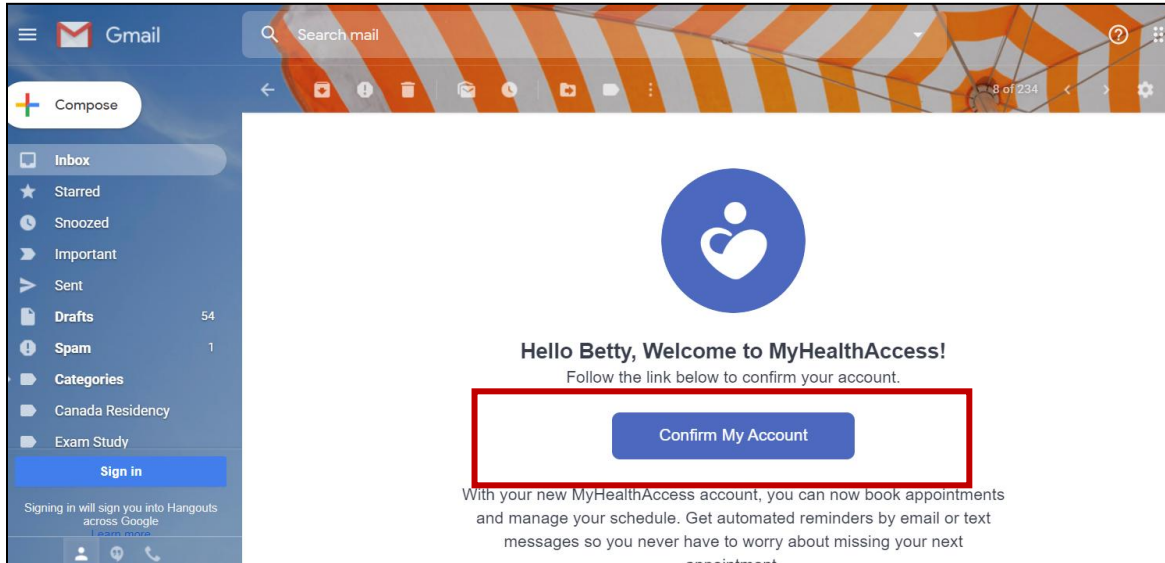 Gmail
Search mail
Compose
8 of 234
Inbox
Starred
Snoozed
Important
Sent
Drafts 54
Spam 1
Categories
Canada Residency
Exam Study
Sign in
Signing in will sign you into Hangouts
across Google
Learn more
Hello Betty, Welcome to MyHealthAccess!
Follow the link below to confirm your account.
Confirm My Account
With your new MyHealthAccess account, you can now book appointments
and manage your schedule. Get automated reminders by email or text
messages so you never have to worry about missing your next
appointment